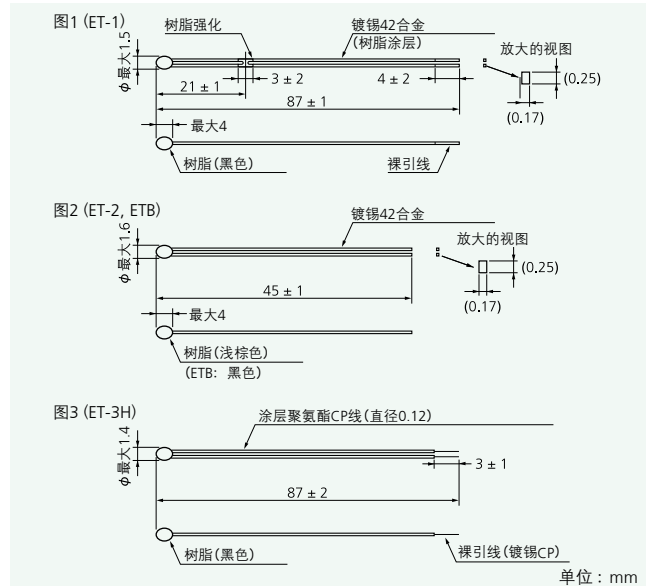 图1 (ET-1)
树脂强化
镀锡42合金
(树脂涂层)
放大的视图
φ最大1.5
3 ± 2
4 ± 2
(0.25)
21 ± 1
87 ± 1
(0.17)
最大4
树脂(黑色)
裸引线
图2 (ET-2, ETB)
镀锡42合金
放大的视图
φ最大1.6
(0.25)
45 ± 1
(0.17)
最大4
树脂(浅棕色)
(ETB: 黑色)
图3 (ET-3H)
涂层聚氨酯CP线(直径0.12)
φ最大1.4
3 ± 1
87 ± 2
树脂(黑色)
裸引线(镀锡CP)
单位: mm